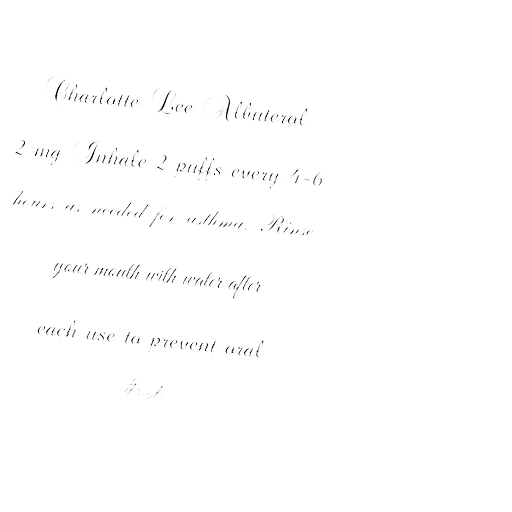 Charlotte Lee Albuterol
2 mg Inhale 2 puffs every 4-6
hours as needed for asthma. Rinse
your mouth with water after
each use to prevent oral